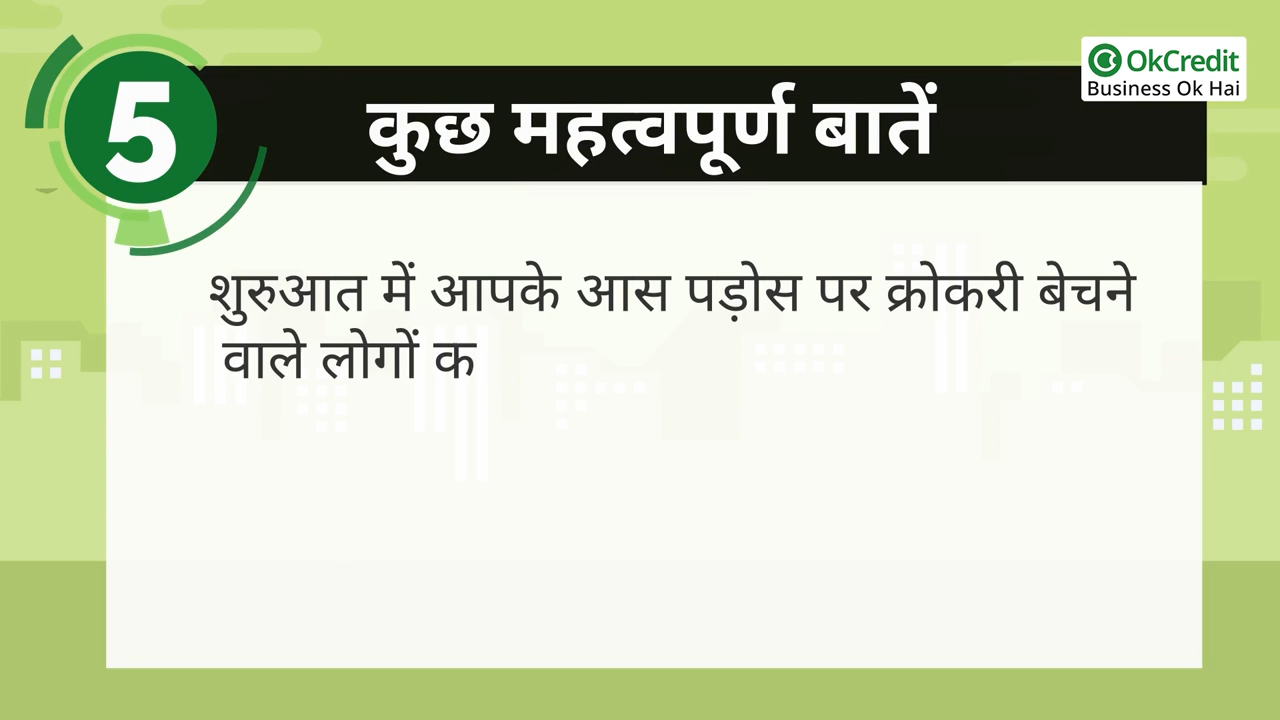 5
कुछ महत्वपूर्ण बातें
OkCredit
Business Ok Hai
शुरुआत में आपके आस पड़ोस पर क्रोकरी बेचने
वाले लोगों क